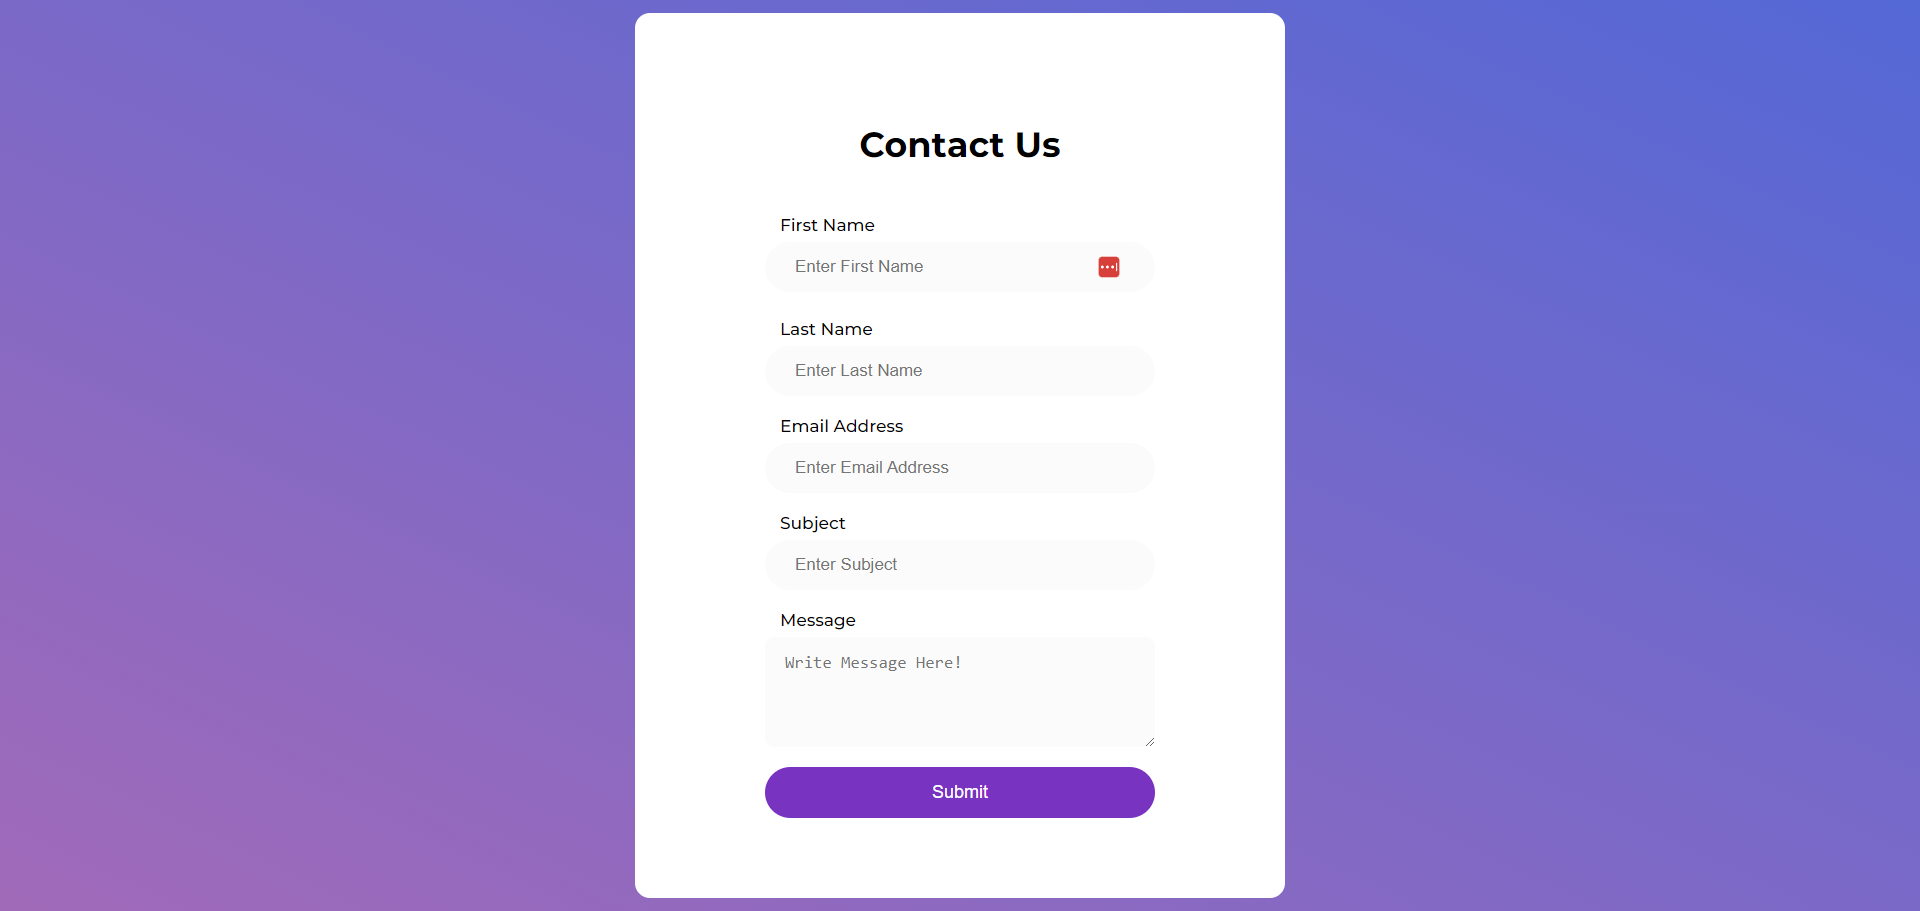 Contact Us
First Name
Enter First Name
Last Name
Enter Last Name
Email Address
Enter Email Address
Subject
Enter Subject
Message
Write Message Here!
Submit